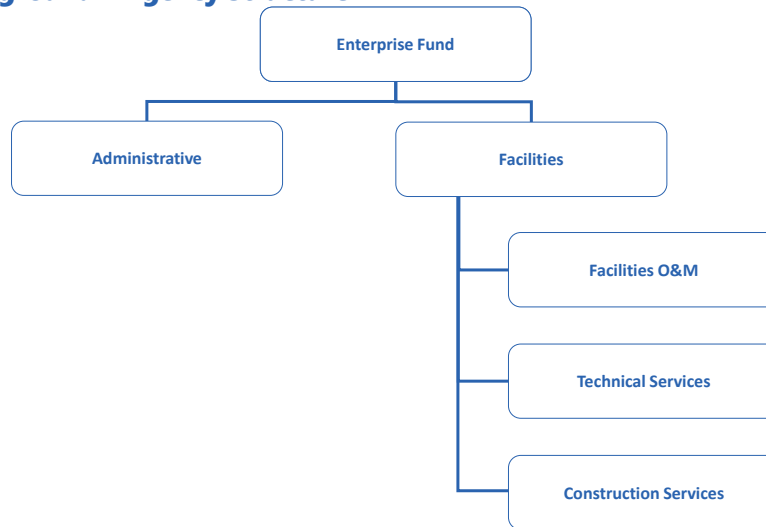 Enterprise Fund
Administrative
Facilities
Facilities O&M
Technical Services
Construction Services